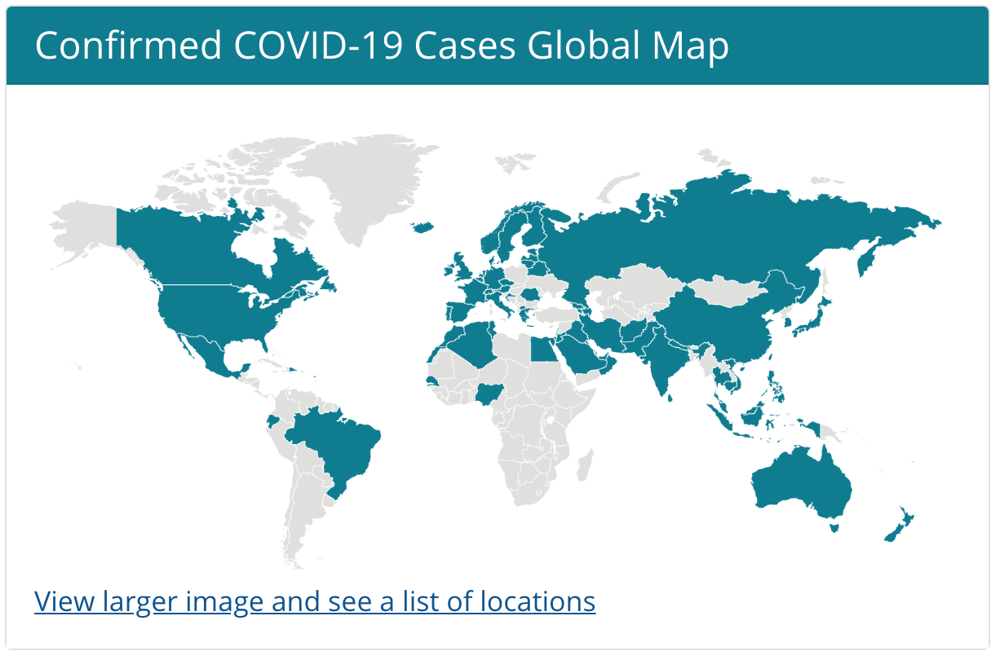 Confirmed COVID-19 Cases Global Map
View larger image and see a list of locations